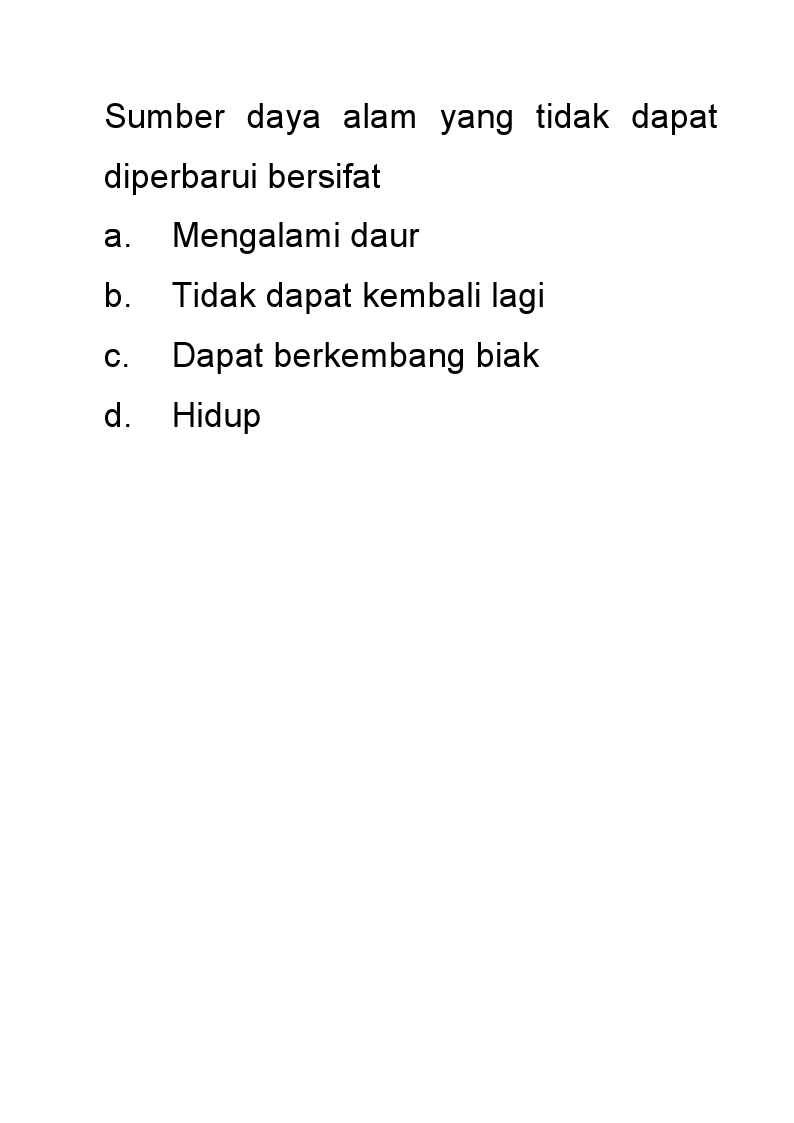 Sumber daya alam yang tidak dapat
diperbarui bersifat
a. Mengalami daur
b. Tidak dapat kembali lagi
c. Dapat berkembang biak
d. Hidup